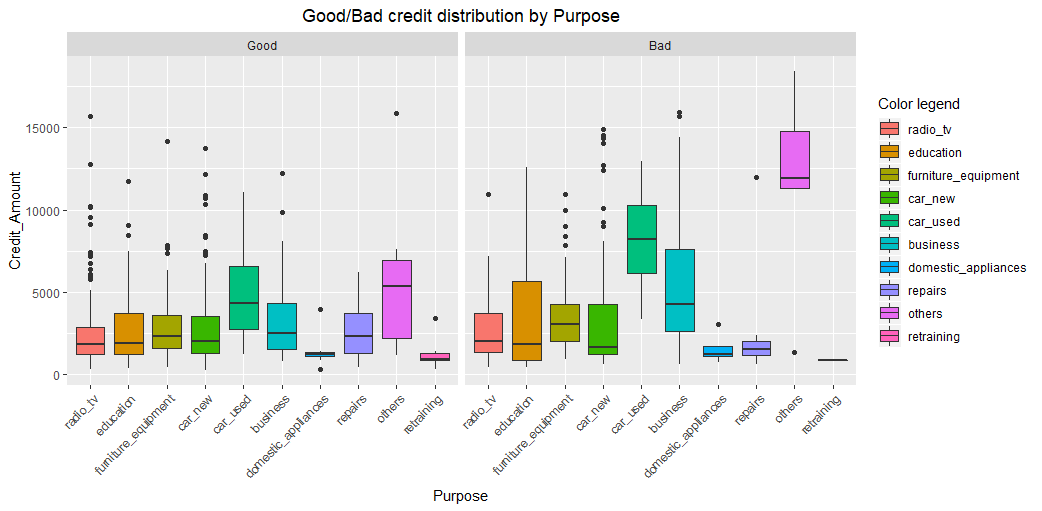 Good/Bad credit distribution by Purpose
Good
Bad
Credit_Amount
15000
10000
5000
0
radio_tv
education
furniture_equipment
car_new
car_used
business
domestic_appliances
repairs
others
retraining
radio_tv
education
furniture_equipment
car_new
car_used
business
domestic_appliances
repairs
others
retraining
Purpose
Color legend
radio_tv
education
furniture_equipment
car_new
car_used
business
domestic_appliances
repairs
others
retraining